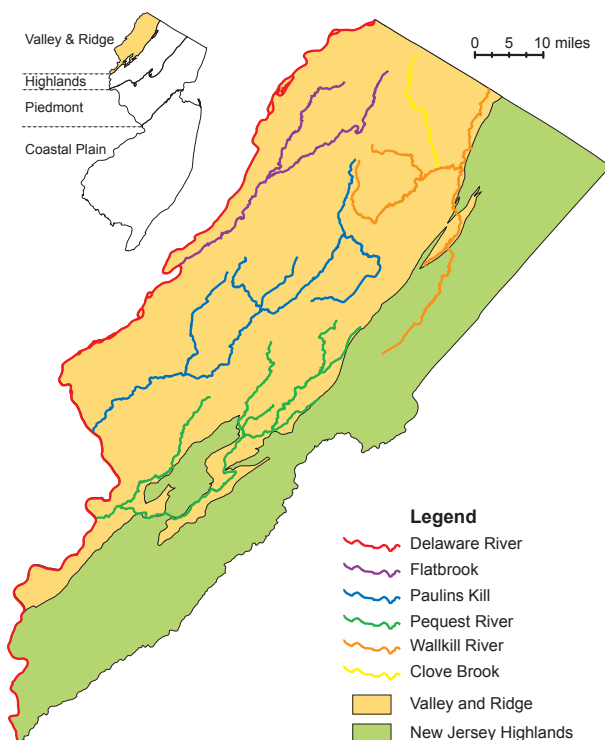 Valley & Ridge
Highlands
Piedmont
Coastal Plain
0 5 10 miles
Legend
Delaware River
Flatbrook
Paulins Kill
Pequest River
Wallkill River
Clove Brook
Valley and Ridge
New Jersey Highlands